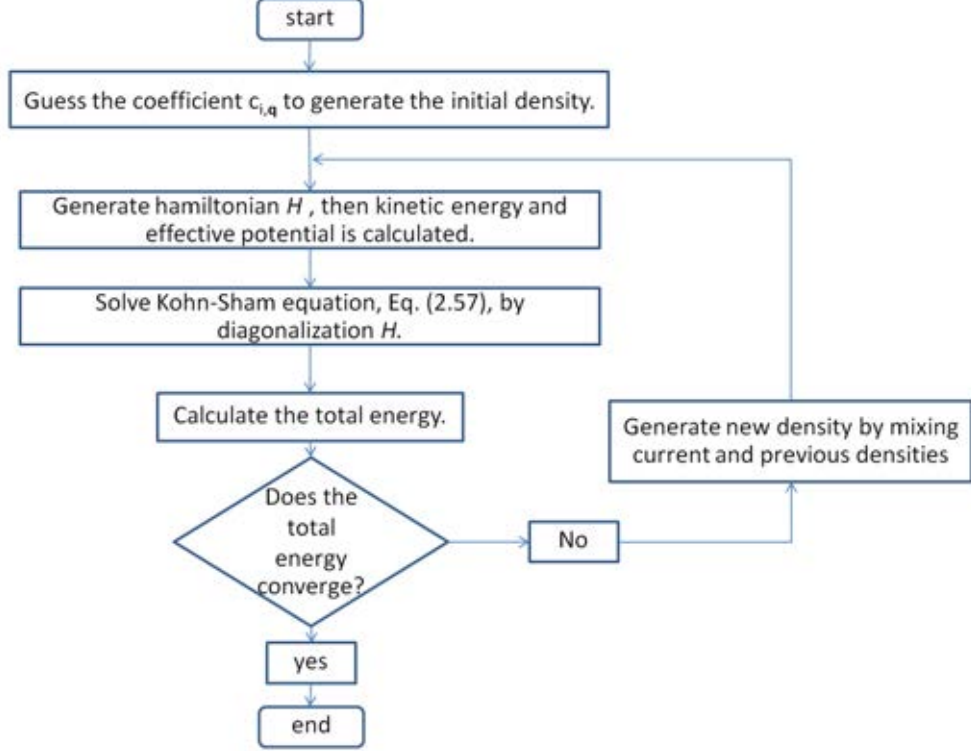 start
Guess the coefficient c i,q to generate the initial density.
Generate hamiltonian H , then kinetic energy and
effective potential is calculated.
Solve Kohn-Sham equation, Eq. (2.57), by
diagonalization H.
Calculate the total energy.
Generate new density by mixing
current and previous densities
Does the
total
energy
converge?
No
yes
end